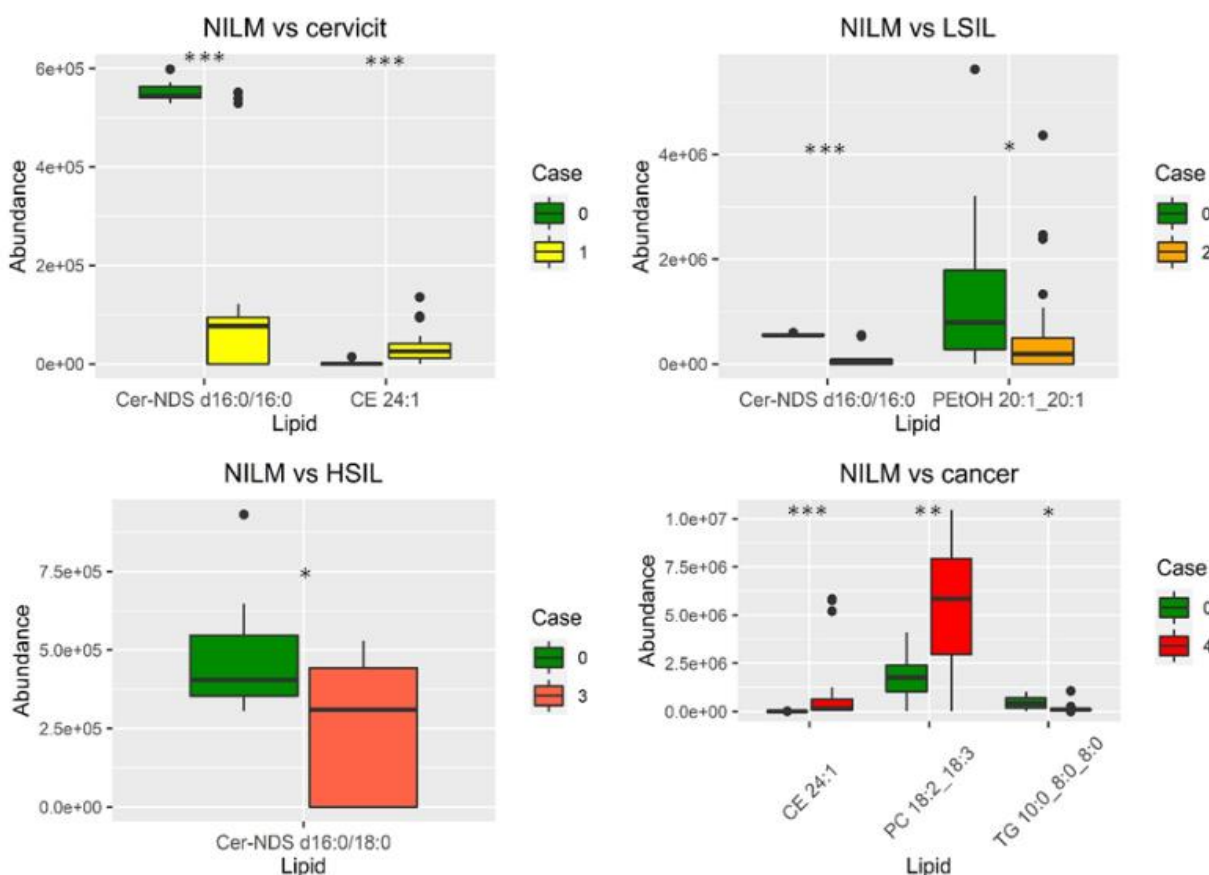 NILM vs cervicit
***
***
6e+05
4e+05
2e+05
0e+00
Abundance
Cer-NDS d16:0/16:0
CE 24:1
Lipid
Case
0
1
NILM vs LSIL
***
*
4e+06
2e+06
0e+00
Abundance
Cer-NDS d16:0/16:0
PEtOH 20:1_20:1
Lipid
Case
0
2
NILM vs HSIL
*
7.5e+05
5.0e+05
2.5e+05
0.0e+00
Abundance
Cer-NDS d16:0/18:0
Lipid
Case
0
3
NILM vs cancer
***
**
*
1.0e+07
7.5e+06
5.0e+06
2.5e+06
0.0e+00
Abundance
CE 24:1
PC 18:2_18:3
TG 10:0_8:0_8:0
Lipid
Case
0
4